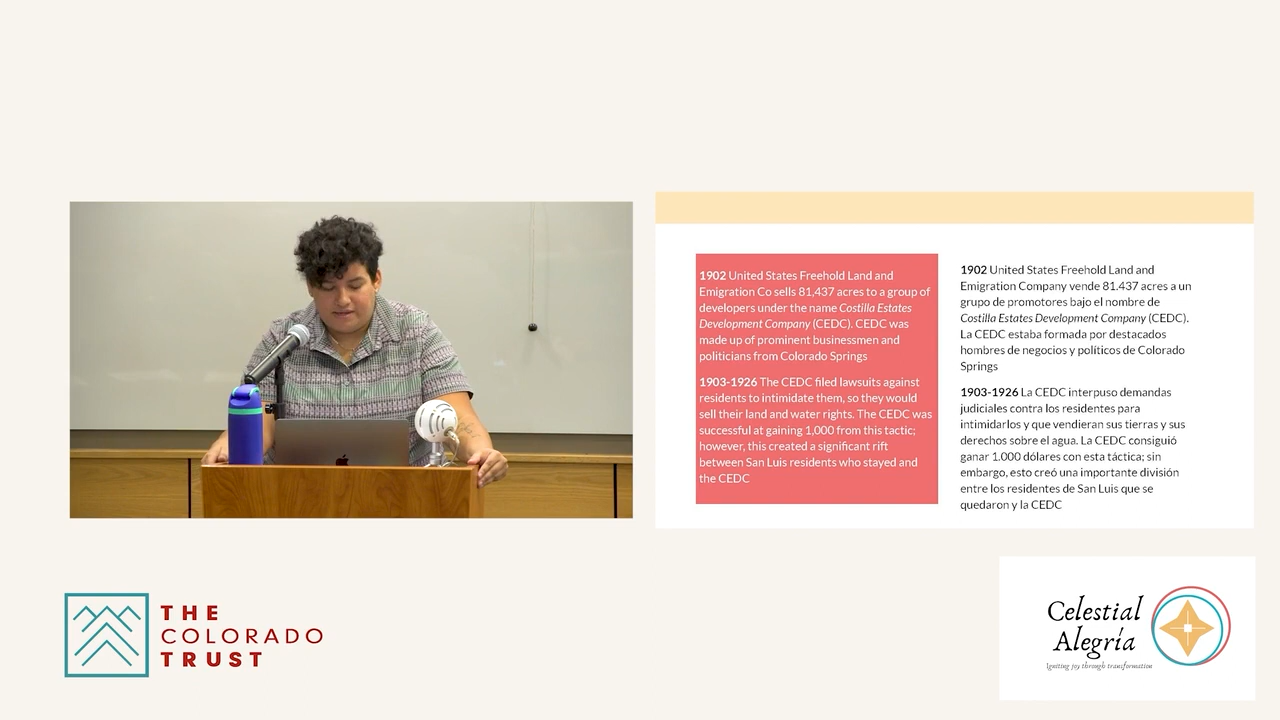 1902 United States Freehold Land and
Emigration Co sells 81,437 acres to a group of
developers under the name Costilla Estates
Development Company (CEDC). CEDC was
made up of prominent businessmen and
politicians from Colorado Springs
1903-1926 The CEDC filed lawsuits against
residents to intimidate them, so they would
sell their land and water rights. The CEDC was
successful at gaining 1,000 from this tactic;
however, this created a significant rift
between San Luis residents who stayed and
the CEDC
1902 United States Freehold Land and
Emigration Company vende 81.437 acres a un
grupo de promotores bajo el nombre de
Costilla Estates Development Company (CEDC).
La CEDC estaba formada por destacados
hombres de negocios y políticos de Colorado
Springs
1903-1926 La CEDC interpuso demandas
judiciales contra los residentes para
intimidarlos y que vendieran sus tierras y sus
derechos sobre el agua. La CEDC consiguió
ganar 1.000 dólares con esta táctica; sin
embargo, esto creó una importante división
entre los residentes de San Luis que se
quedaron y la CEDC
THE
COLORADO
TRUST
Celestial
Alegría
Igniting joy through transformation